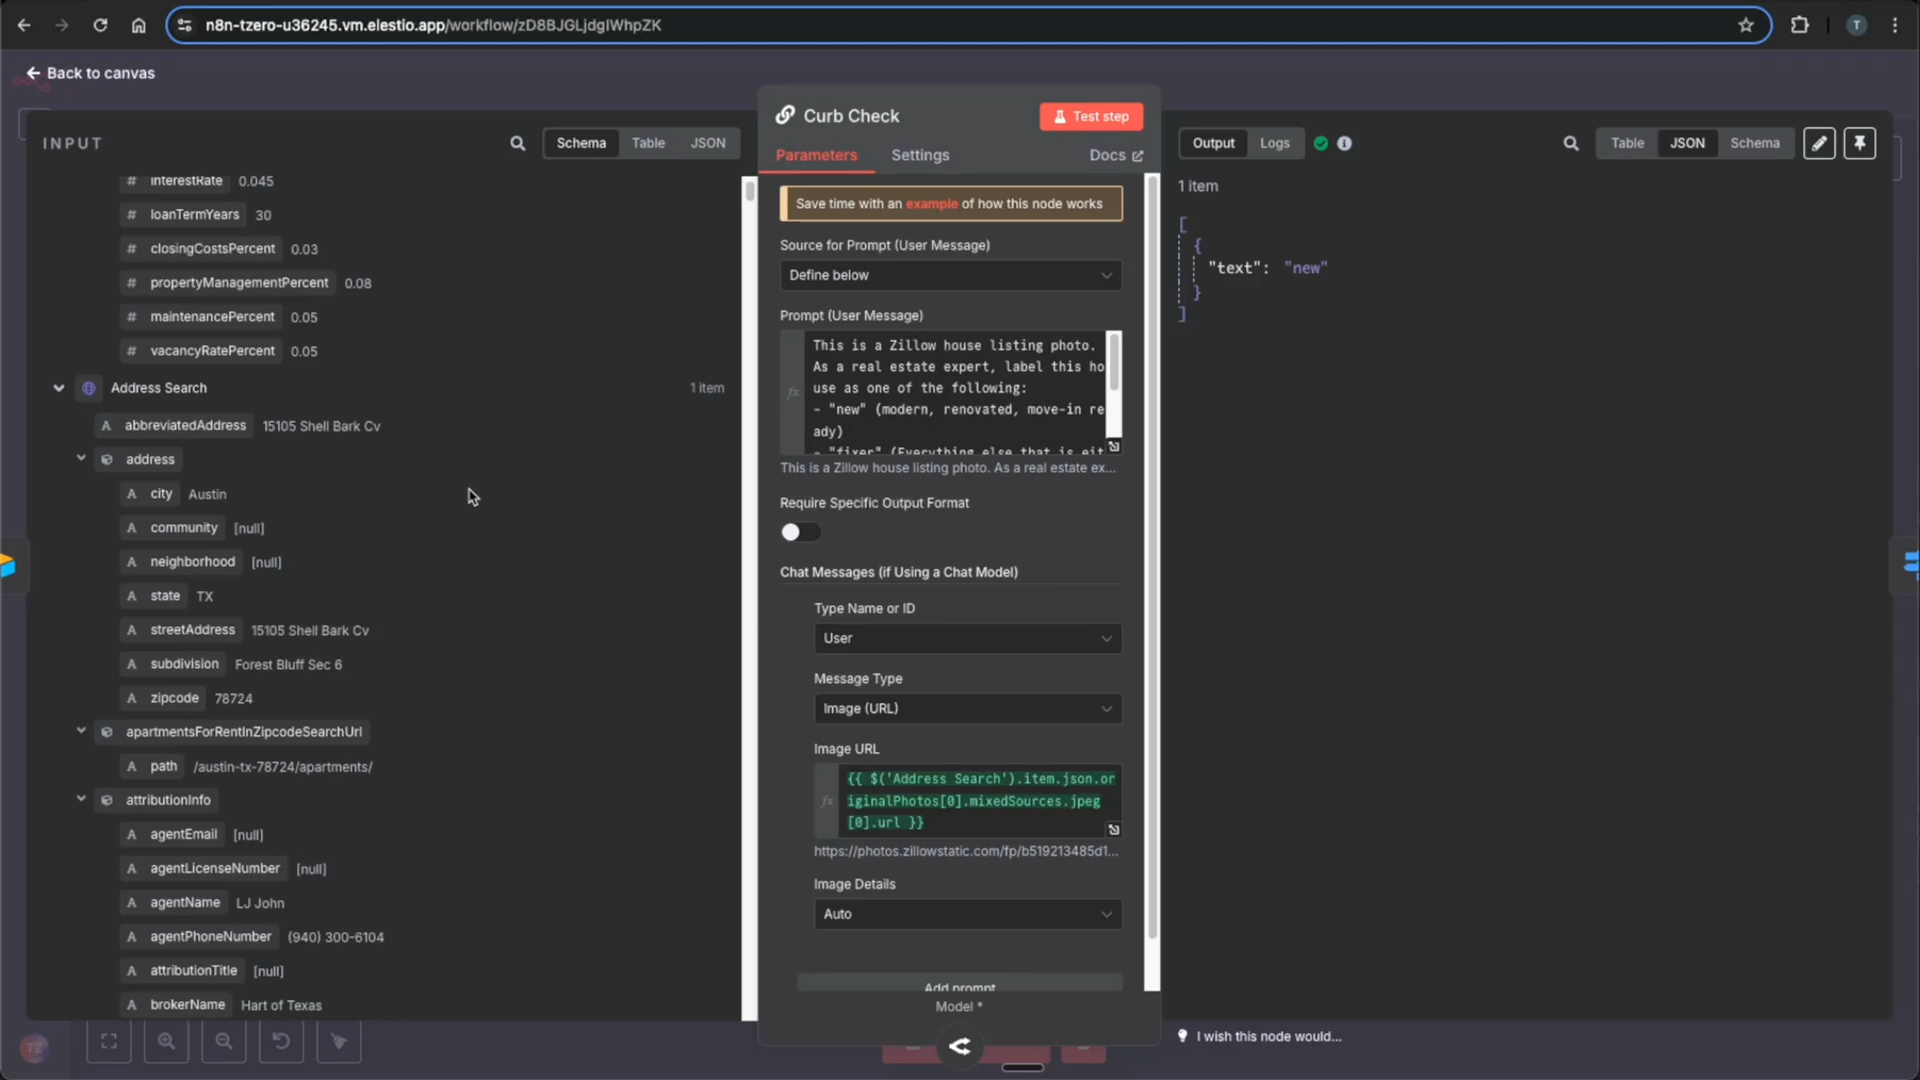 n8n-tzero-u36245.vm.elestio.app/workflow/zD8BJGLjdgIWhpZK
T
Back to canvas
INPUT
Schema Table JSON
# interestRate 0.045
# loanTermYears 30
# closingCostsPercent 0.03
# propertyManagementPercent 0.08
# maintenancePercent 0.05
# vacancyRatePercent 0.05
Address Search 1 item
A abbreviatedAddress 15105 Shell Bark Cv
address
A city Austin
A community [null]
A neighborhood [null]
A state TX
A streetAddress 15105 Shell Bark Cv
A subdivision Forest Bluff Sec 6
A zipcode 78724
apartmentsForRentInZipcodeSearchUrl
A path /austin-tx-78724/apartments/
attributionInfo
A agentEmail [null]
A agentLicenseNumber [null]
A agentName LJ John
A agentPhoneNumber (940) 300-6104
A attributionTitle [null]
A brokerName Hart of Texas
TZ
Curb Check
Test step
Parameters Settings Docs
Save time with an example of how this node works
Source for Prompt (User Message)
Define below
Prompt (User Message)
fx
This is a Zillow house listing photo.
As a real estate expert, label this ho
use as one of the following:
- "new" (modern, renovated, move-in re
ady)
- "fixer" (Everything else that is eit
This is a Zillow house listing photo. As a real estate ex...
Require Specific Output Format
Chat Messages (if Using a Chat Model)
Type Name or ID
User
Message Type
Image (URL)
Image URL
fx
{{ $('Address Search').item.json.or
iginalPhotos[0].mixedSources.jpeg
[0].url }}
https://photos.zillowstatic.com/fp/b519213485d1...
Image Details
Auto
Add prompt
Model *
Output Logs
Table JSON Schema
1 item
[
{
"text": "new"
}
]
I wish this node would...